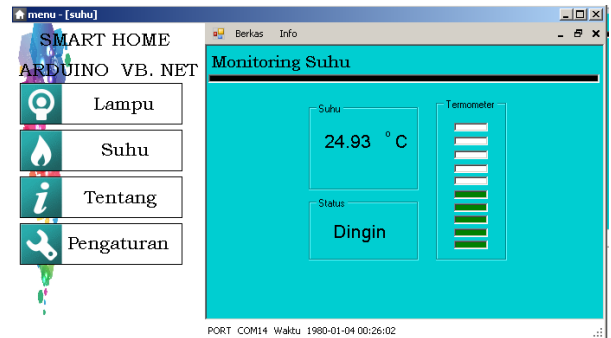 menu - [suhu]
SMART HOME
ARDUINO VB. NET
Lampu
Suhu
Tentang
Pengaturan
Berkas Info
Monitoring Suhu
Suhu
24.93 ° C
Status
Dingin
Termometer
PORT COM14 Waktu 1980-01-04 00:26:02